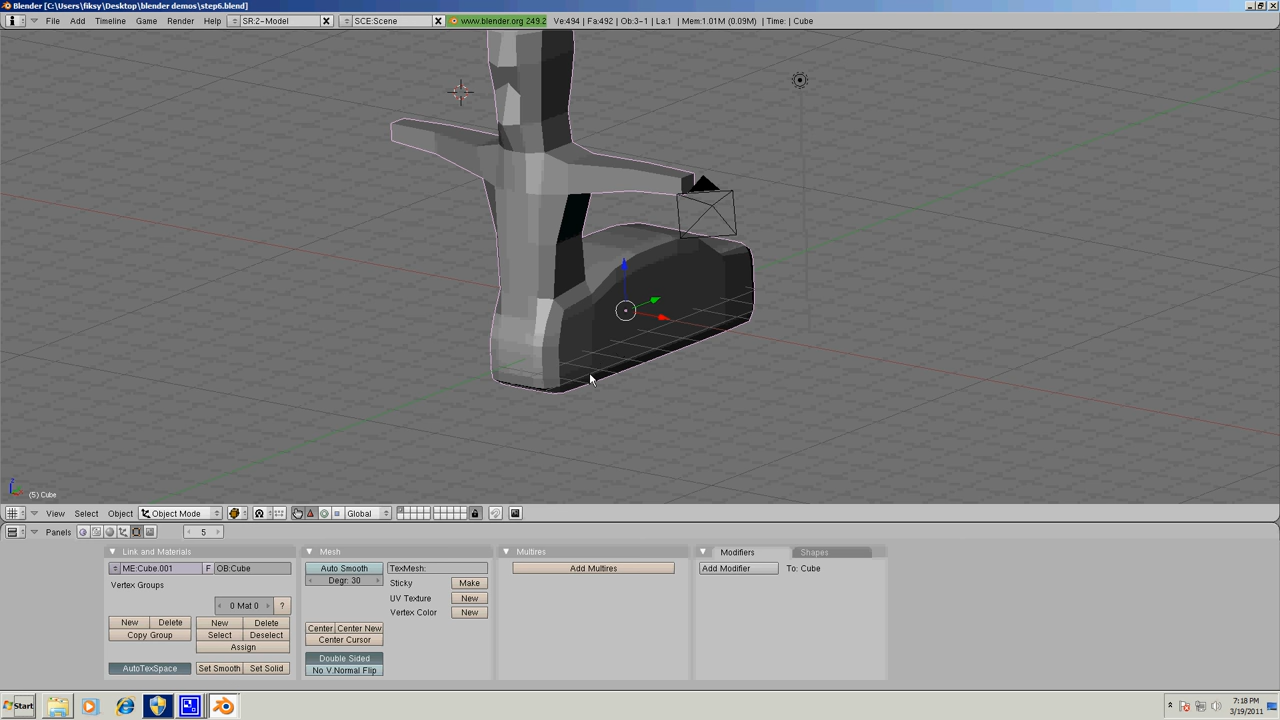 Blender [C:\Users\fiksy\Desktop\blender demos\step6.blend]
File Add Timeline Game Render Help SR:2-Model SCE:Scene www.blender.org 249.2 Ve:494 | Fa:492 | Ob:3-1 | La:1 | Mem:1.01M (0.09M) | Time: | Cube
z
(5) Cube
View Select Object Object Mode Global
Panels 5
Link and Materials Mesh Multires Modifiers Shapes
ME:Cube.001 F OB:Cube Auto Smooth TexMesh: Add Multires Add Modifier To: Cube
Degr: 30 Sticky Make
Vertex Groups
UV Texture New
0 Mat 0 ? Vertex Color New
New Delete New Delete Center Center New
Copy Group Select Deselect Center Cursor
Assign
Double Sided
AutoTexSpace Set Smooth Set Solid No V.Normal Flip
Start 7:18 PM
3/19/2011